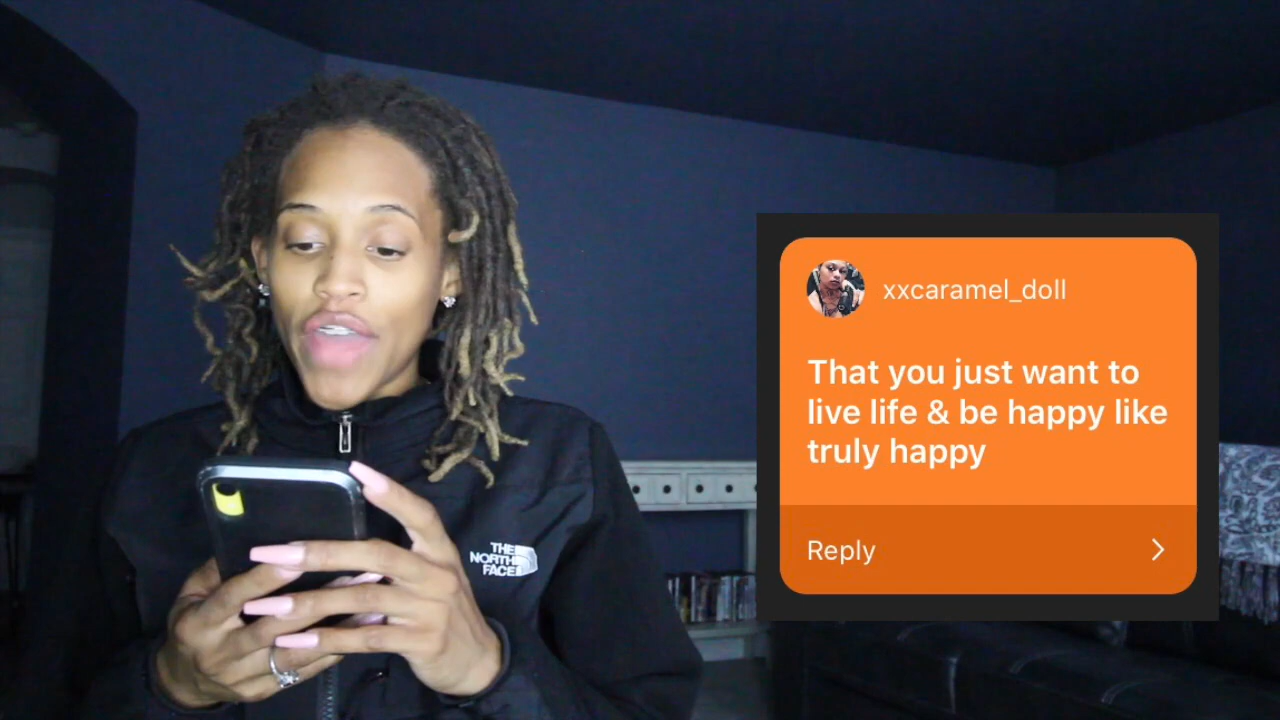 xxcaramel_doll
That you just want to
live life & be happy like
truly happy
Reply
THE
NORTH
FACE